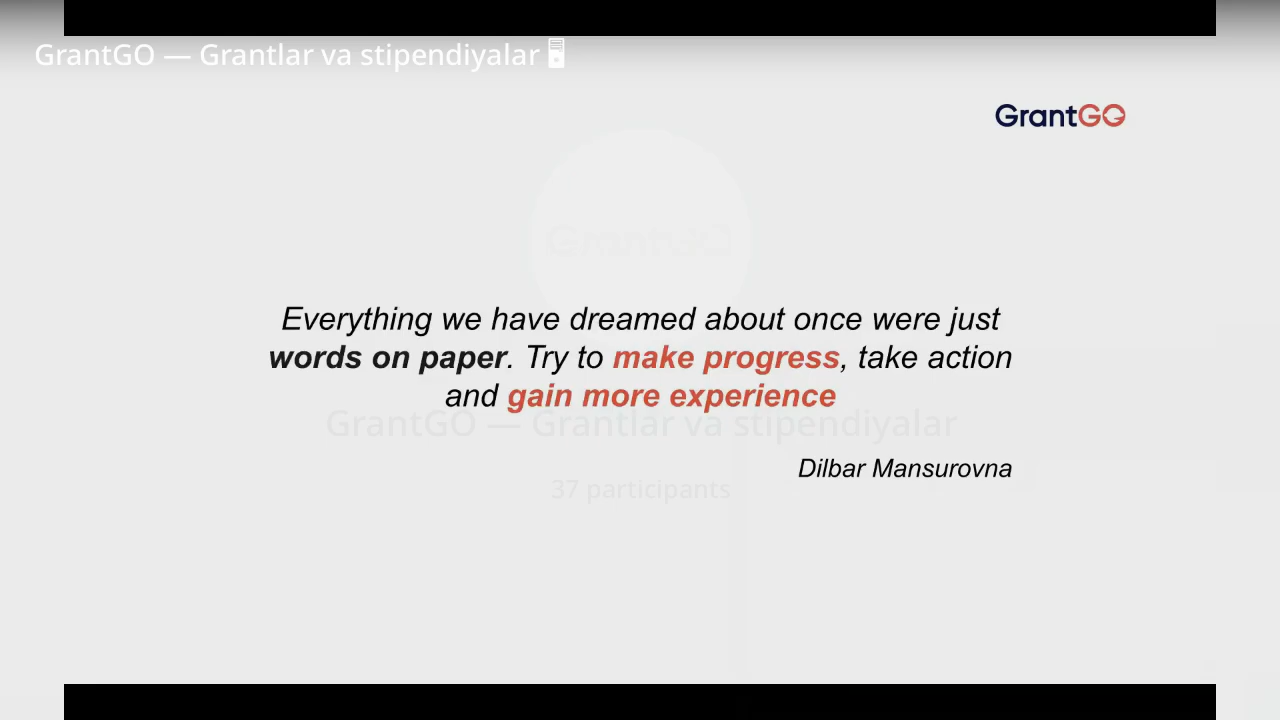 GrantGO — Grantlar va stipendiyalar
GrantGO
GrantGO
Everything we have dreamed about once were just
words on paper. Try to make progress, take action
and gain more experience
GrantGO — Grantlar va stipendiyalar
Dilbar Mansurovna
37 participants